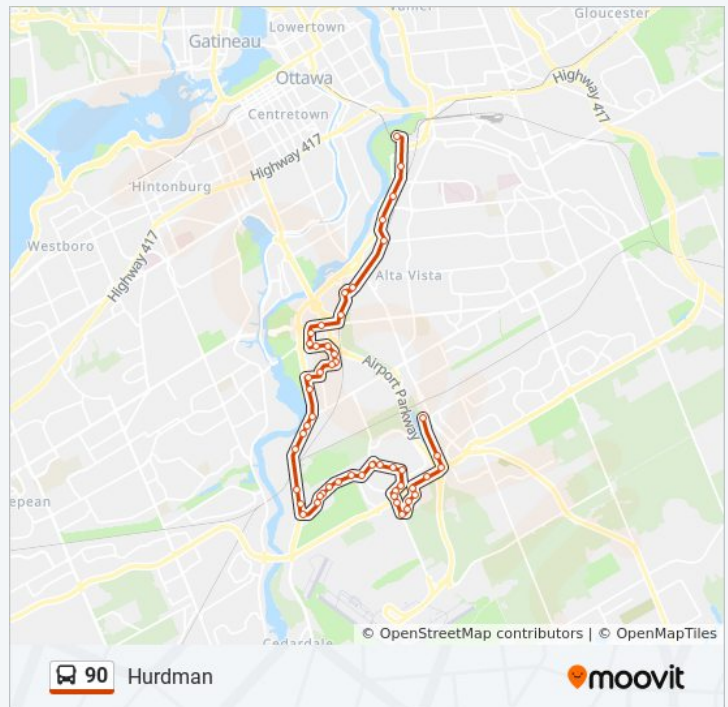 Vanier
Gloucester
Lowertown
Gatineau
Ottawa
Highway 417
Centretown
Highway 417
Hintonburg
Westboro
Highway 417
Alta Vista
Airport Parkway
epean
Cedardale
© OpenStreetMap contributors | © OpenMapTiles
90 Hurdman
moovit